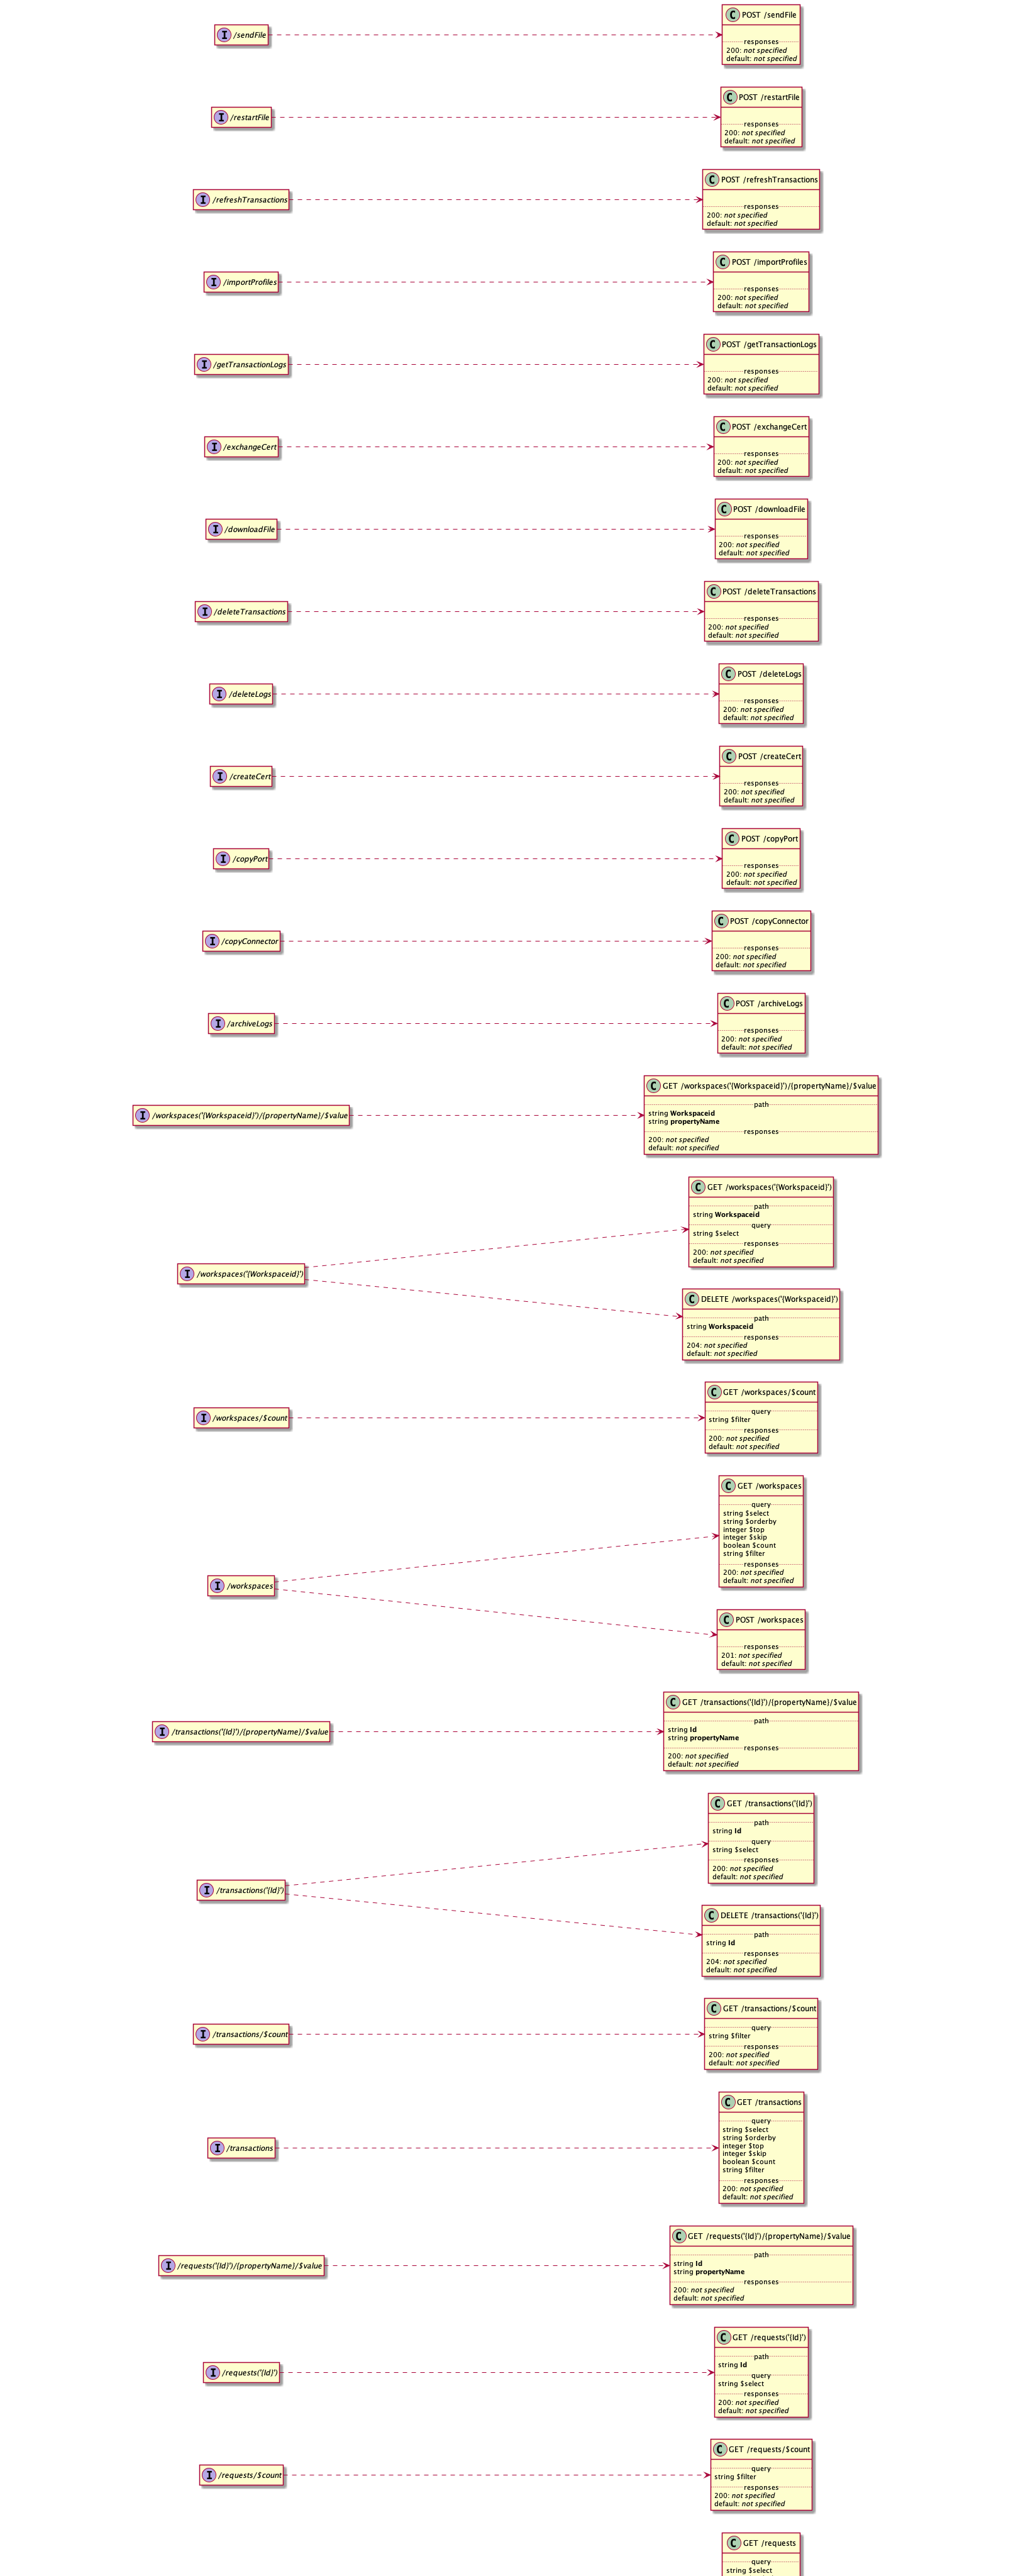 /sendFile
POST /sendFile
responses
200: not specified
default: not specified
/restartFile
POST /restartFile
responses
200: not specified
default: not specified
/refreshTransactions
POST /refreshTransactions
responses
200: not specified
default: not specified
/importProfiles
POST /importProfiles
responses
200: not specified
default: not specified
/getTransactionLogs
POST /getTransactionLogs
responses
200: not specified
default: not specified
/exchangeCert
POST /exchangeCert
responses
200: not specified
default: not specified
/downloadFile
POST /downloadFile
responses
200: not specified
default: not specified
/deleteTransactions
POST /deleteTransactions
responses
200: not specified
default: not specified
/deleteLogs
POST /deleteLogs
responses
200: not specified
default: not specified
/createCert
POST /createCert
responses
200: not specified
default: not specified
/copyPort
POST /copyPort
responses
200: not specified
default: not specified
/copyConnector
POST /copyConnector
responses
200: not specified
default: not specified
/archiveLogs
POST /archiveLogs
responses
200: not specified
default: not specified
/workspaces('{Workspaceid}')/{propertyName}/$value
GET /workspaces('{Workspaceid}')/{propertyName}/$value
path
string Workspaceid
string propertyName
responses
200: not specified
default: not specified
/workspaces('{Workspaceid}')
GET /workspaces('{Workspaceid}')
path
string Workspaceid
query
string $select
responses
200: not specified
default: not specified
DELETE /workspaces('{Workspaceid}')
path
string Workspaceid
responses
204: not specified
default: not specified
/workspaces/$count
GET /workspaces/$count
query
string $filter
responses
200: not specified
default: not specified
/workspaces
GET /workspaces
query
string $select
string $orderby
integer $top
integer $skip
boolean $count
string $filter
responses
200: not specified
default: not specified
POST /workspaces
responses
201: not specified
default: not specified
/transactions('{Id}')/{propertyName}/$value
GET /transactions('{Id}')/{propertyName}/$value
path
string Id
string propertyName
responses
200: not specified
default: not specified
/transactions('{Id}')
GET /transactions('{Id}')
path
string Id
query
string $select
responses
200: not specified
default: not specified
DELETE /transactions('{Id}')
path
string Id
responses
204: not specified
default: not specified
/transactions/$count
GET /transactions/$count
query
string $filter
responses
200: not specified
default: not specified
/transactions
GET /transactions
query
string $select
string $orderby
integer $top
integer $skip
boolean $count
string $filter
responses
200: not specified
default: not specified
/requests('{Id}')/{propertyName}/$value
GET /requests('{Id}')/{propertyName}/$value
path
string Id
string propertyName
responses
200: not specified
default: not specified
/requests('{Id}')
GET /requests('{Id}')
path
string Id
query
string $select
responses
200: not specified
default: not specified
/requests/$count
GET /requests/$count
query
string $filter
responses
200: not specified
default: not specified
GET /requests
query
string $select